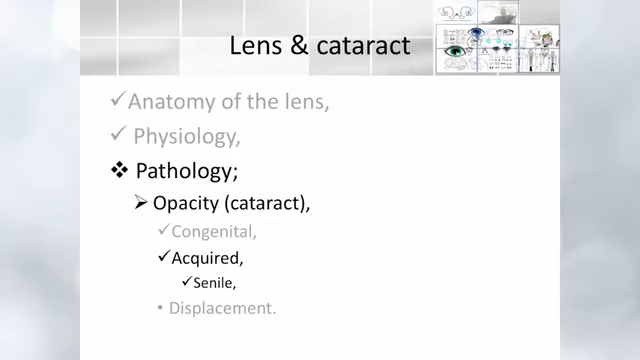 Lens & cataract
✓Anatomy of the lens,
✓ Physiology,
❖ Pathology;
➢ Opacity (cataract),
✓Congenital,
✓Acquired,
✓Senile,
• Displacement.